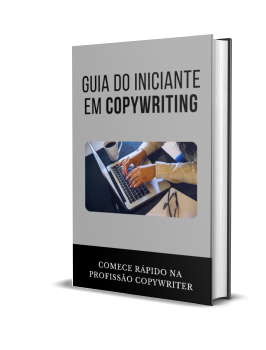 GUIA DO INICIANTE
EM COPYWRITING
COMECE RÁPIDO NA
PROFISSÃO COPYWRITER